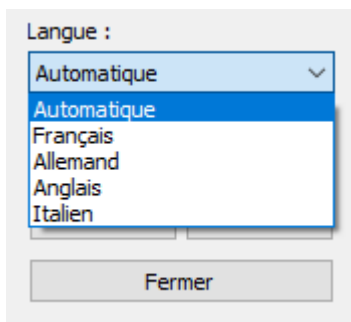 Langue :
Automatique
Automatique
Français
Allemand
Anglais
Italien
Fermer